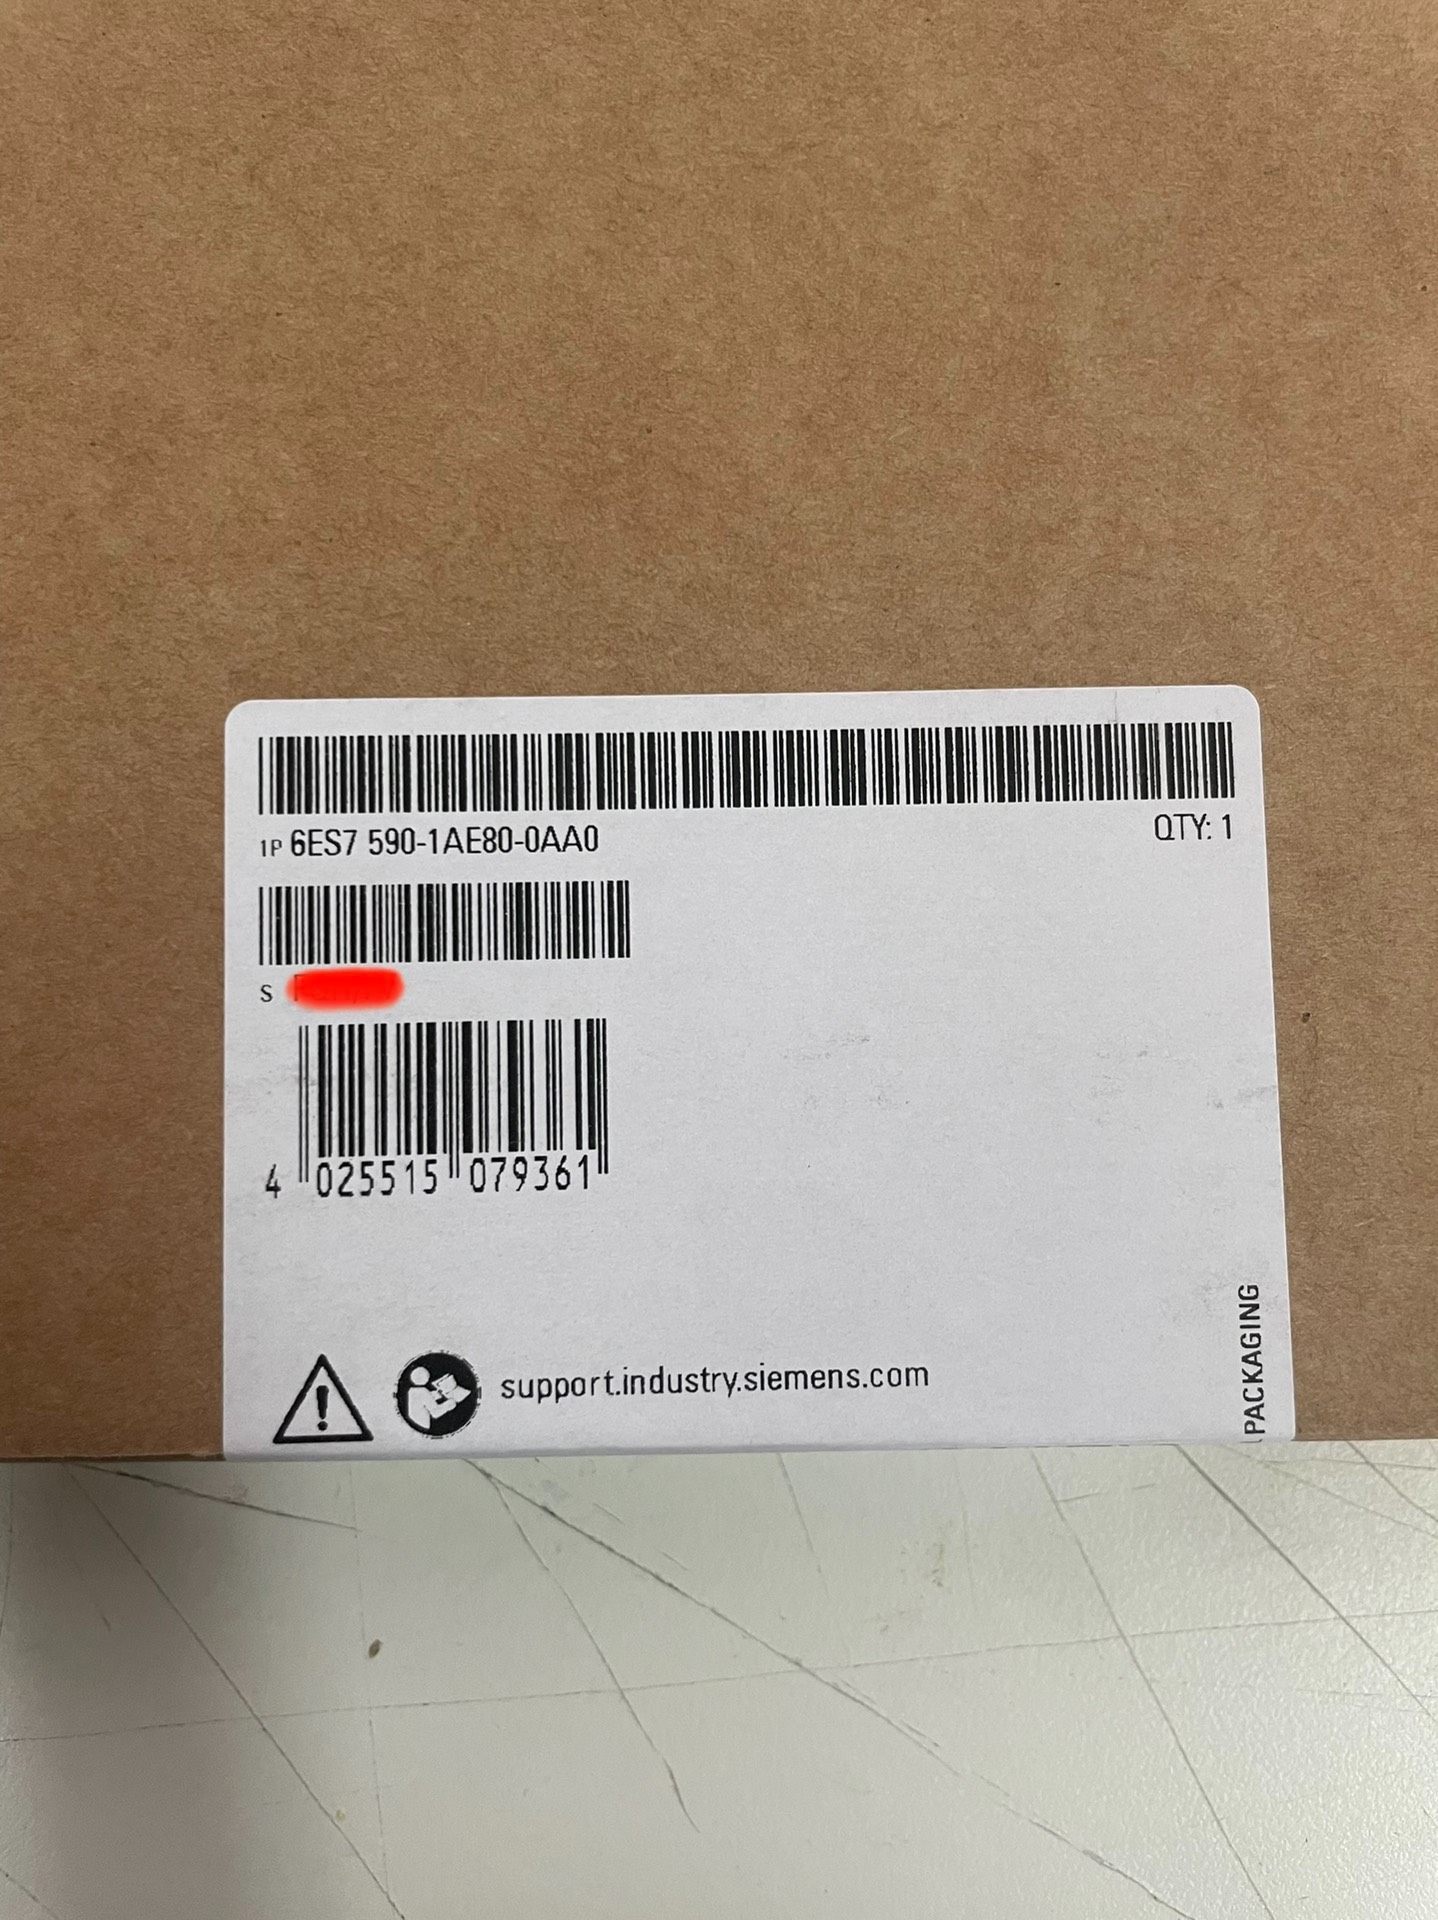 1P 6ES7 590-1AE80-0AA0
QTY: 1
S
4 025515 079361
support.industry.siemens.com
PACKAGING